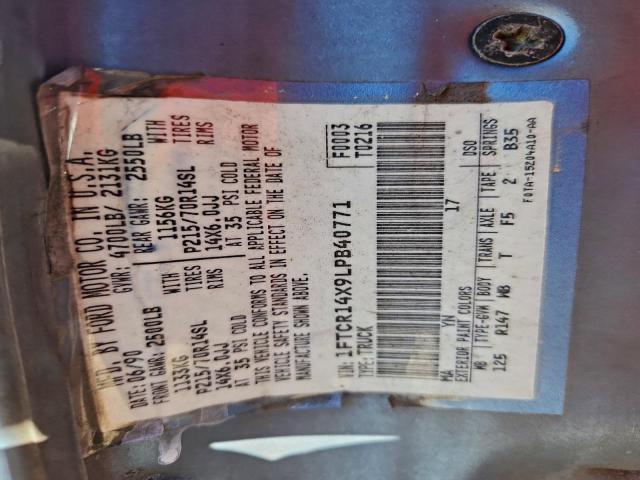 MFD. BY FORD MOTOR CO. IN U.S.A.
DATE: 06/90 GVWR: 4700LB/ 2131KG
FRONT GAWR: 2500LB REAR GAWR: 2550LB
1133KG WITH 1156KG WITH
P215/70R14SL TIRES P215/70R14SL TIRES
14X6.0JJ RIMS 14X6.0JJ RIMS
AT 35 PSI COLD AT 35 PSI COLD
THIS VEHICLE CONFORMS TO ALL APPLICABLE FEDERAL MOTOR
VEHICLE SAFETY STANDARDS IN EFFECT ON THE DATE OF
MANUFACTURE SHOWN ABOVE.
VIN: 1FTCR14X9LPB40771 F0003
TYPE: TRUCK T0216
MA YN 17
EXTERIOR PAINT COLORS DSO
WB TYPE-GVW BODY TRANS AXLE TAPE SPRINGS
125 R147 WB T F5 2 B35
F0TA-15204A10-AA